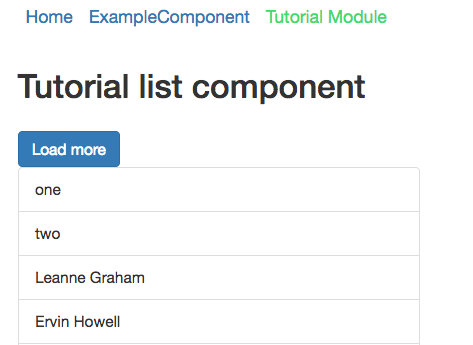 Home ExampleComponent Tutorial Module
Tutorial list component
Load more
one
two
Leanne Graham
Ervin Howell